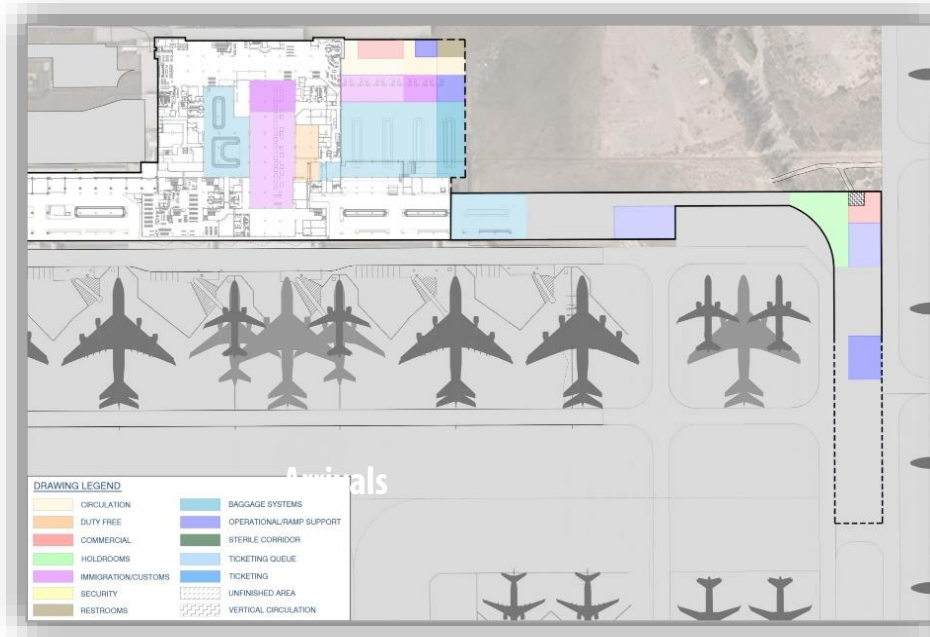 Arrivals
DRAWING LEGEND
CIRCULATION
DUTY FREE
COMMERCIAL
HOLDROOMS
IMMIGRATION/CUSTOMS
SECURITY
RESTROOMS
BAGGAGE SYSTEMS
OPERATIONAL/RAMP SUPPORT
STERILE CORRIDOR
TICKETING QUEUE
TICKETING
UNFINISHED AREA
VERTICAL CIRCULATION